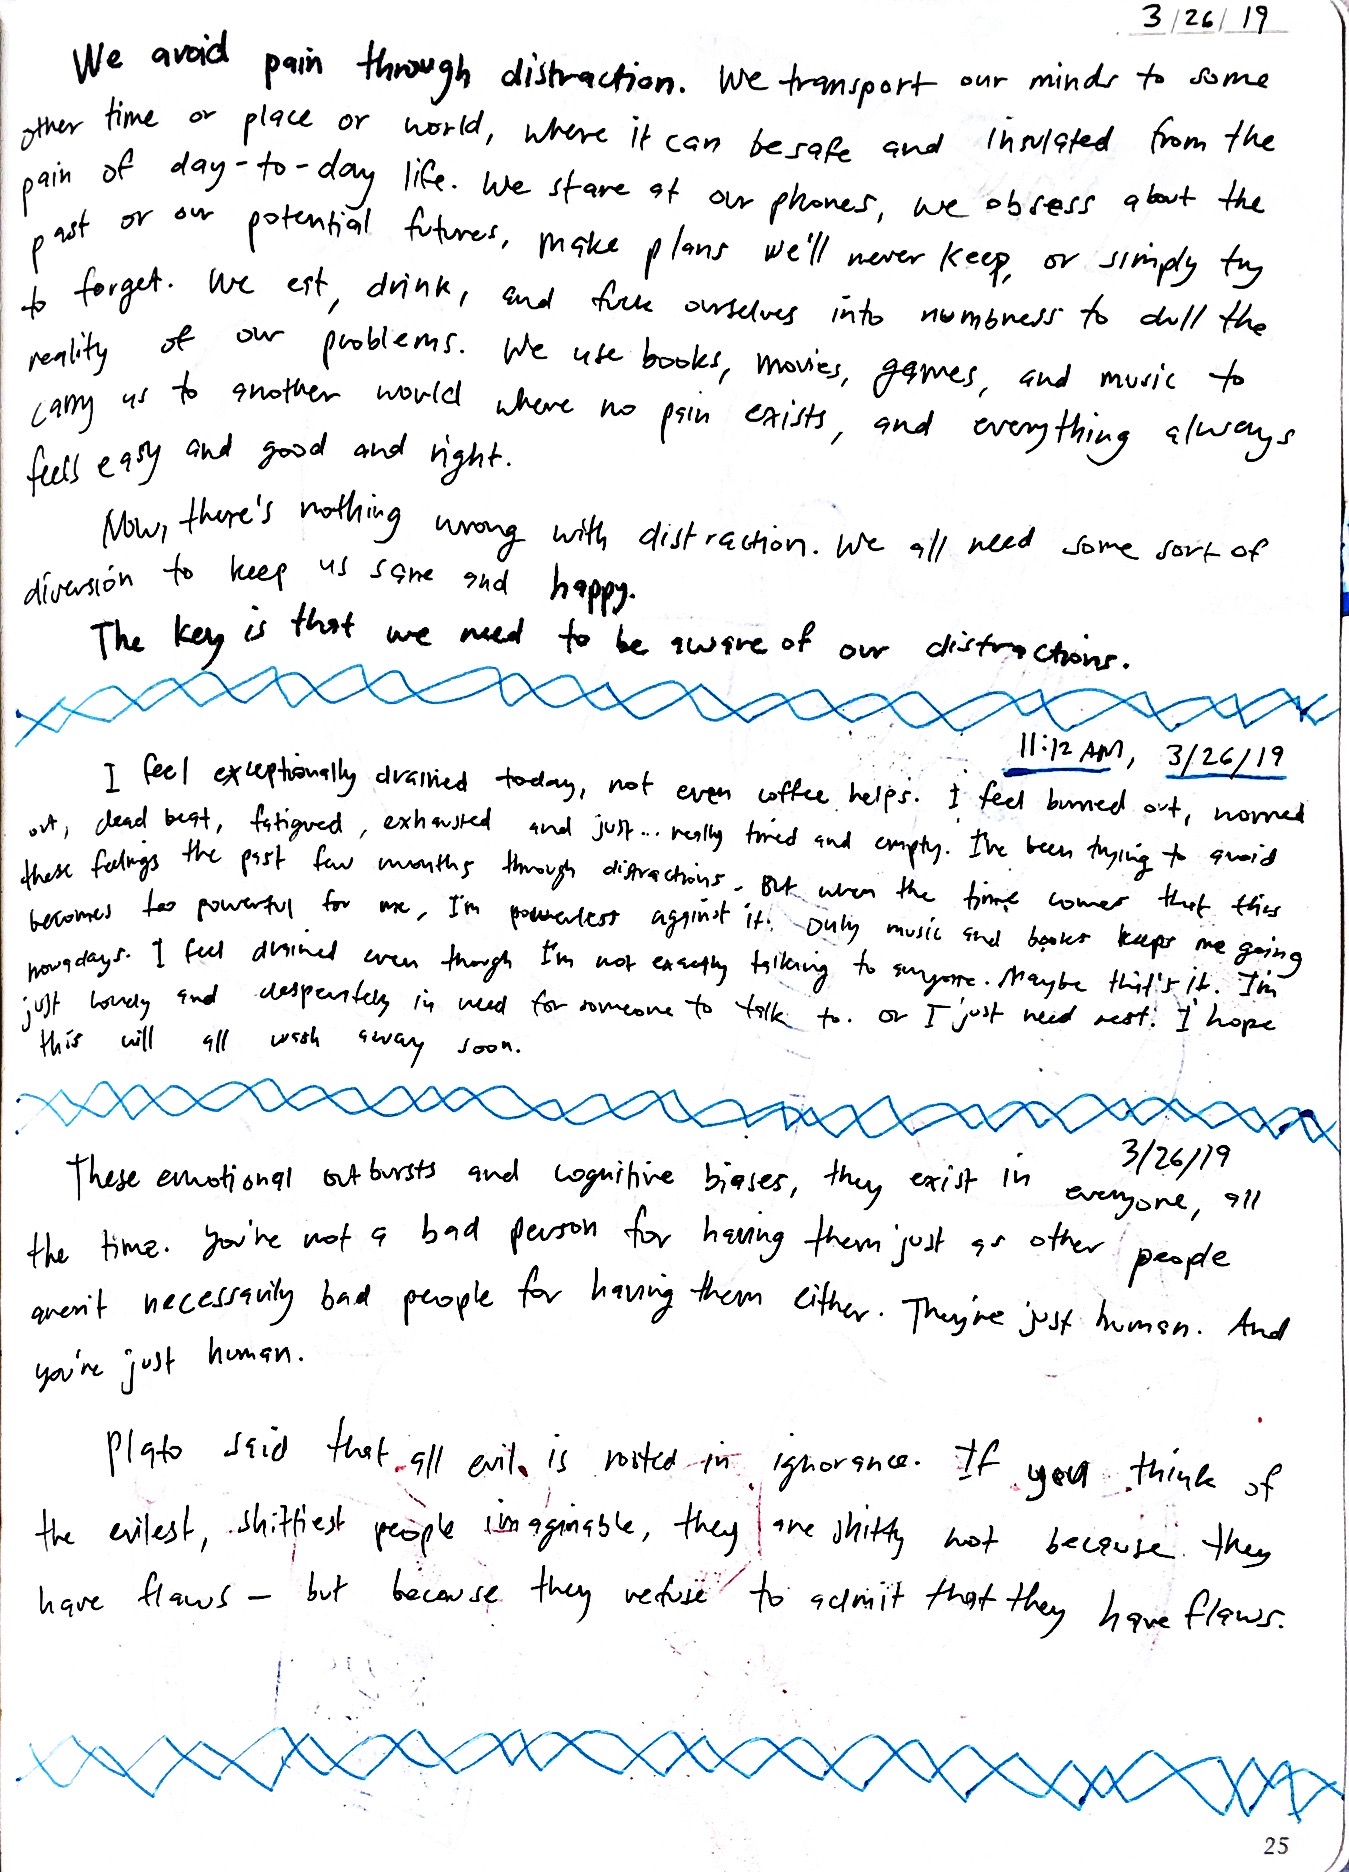 3/26/19
We avoid pain through distraction. We transport our minds to some
other time or place or world, where it can be safe and insulated from the
pain of day-to-day life. We stare at our phones, we obsess about the
past or our potential futures, make plans we'll never keep, or simply try
to forget. We eat, drink, and fuck ourselves into numbness to dull the
reality of our problems. We use books, movies, games, and music to
carry us to another world where no pain exists, and everything always
feels easy and good and right.
Now, there's nothing wrong with distraction. We all need some sort of
diversion to keep us sane and happy.
The key is that we need to be aware of our distractions.
11:12 AM, 3/26/19
I feel exceptionally drained today, not even coffee helps. I feel burned out, worned
out, dead beat, fatigued, exhausted and just... really tired and empty. I've been trying to avoid
these feelings the past few months through distractions. But when the time comes that this
becomes too powerful for me, I'm powerless against it. Only music and books keeps me going
nowadays. I feel drained even though I'm not exactly talking to anyone. Maybe that's it. I'm
just lonely and desperately in need for someone to talk to. or I just need rest. I hope
this will all wash away soon.
3/26/19
These emotional outbursts and cognitive biases, they exist in everyone, all
the time. You're not a bad person for having them just as other people
aren't necessarily bad people for having them either. They're just human. And
you're just human.
Plato said that all evil is rooted in ignorance. If you think of
the evilest, shittiest people imaginable, they are shitty not because they
have flaws – but because they refuse to admit that they have flaws.
25